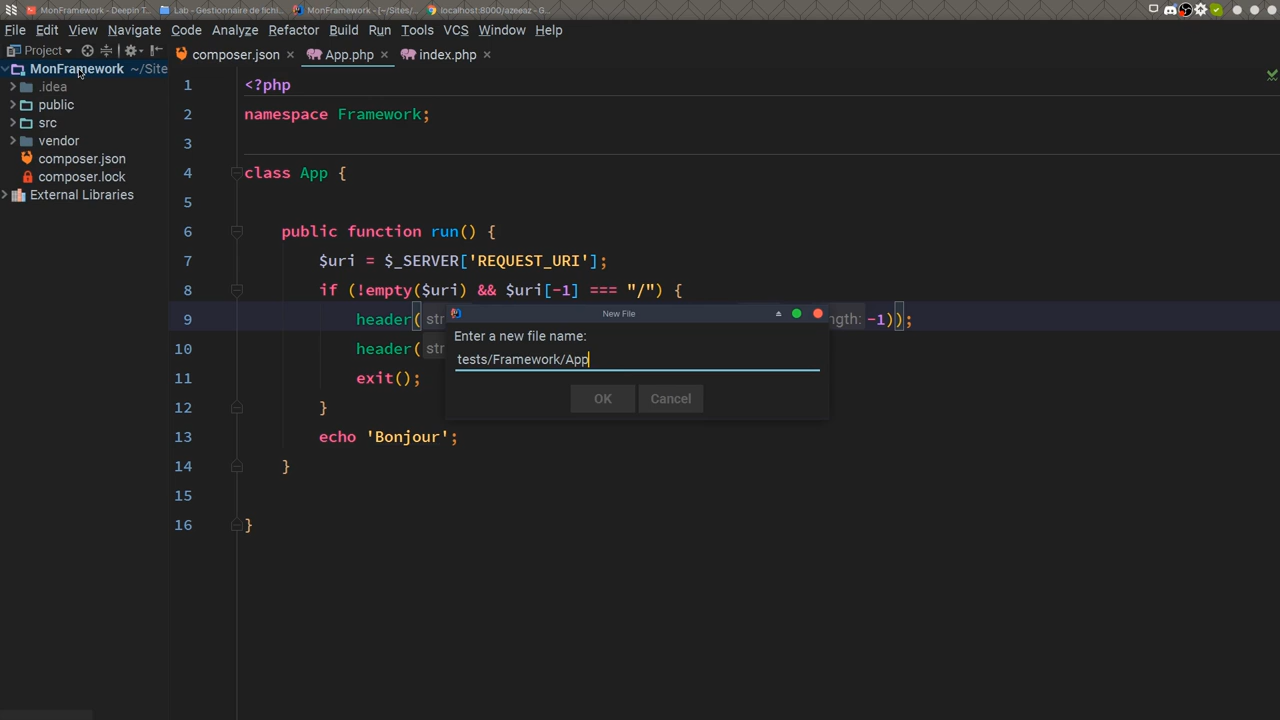 MonFramework - Deepin T...
Lab - Gestionnaire de fichi...
MonFramework - [~/Sites/...
localhost:8000/azeeaz - G...
File Edit View Navigate Code Analyze Refactor Build Run Tools VCS Window Help
Project
composer.json
App.php
index.php
MonFramework ~/Site
.idea
public
src
vendor
composer.json
composer.lock
External Libraries
1 <?php
2 namespace Framework;
3
4 class App {
5
6 public function run() {
7 $uri = $_SERVER['REQUEST_URI'];
8 if (!empty($uri) && $uri[-1] === "/") {
9 header( str ngth: -1));
10 header( str
11 exit();
12 }
13 echo 'Bonjour';
14 }
15
16 }
New File
Enter a new file name:
tests/Framework/App
OK Cancel